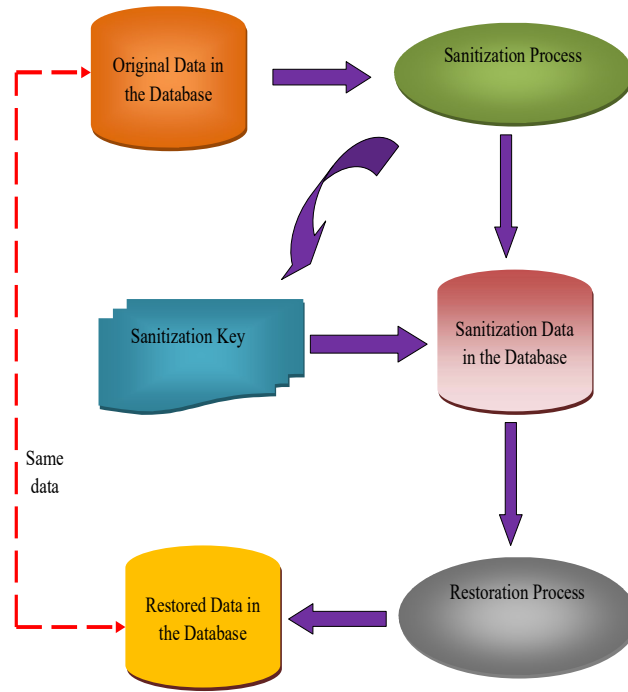 Original Data in
the Database
Sanitization Process
Sanitization Key
Sanitization Data
in the Database
Same
data
Restored Data in
the Database
Restoration Process